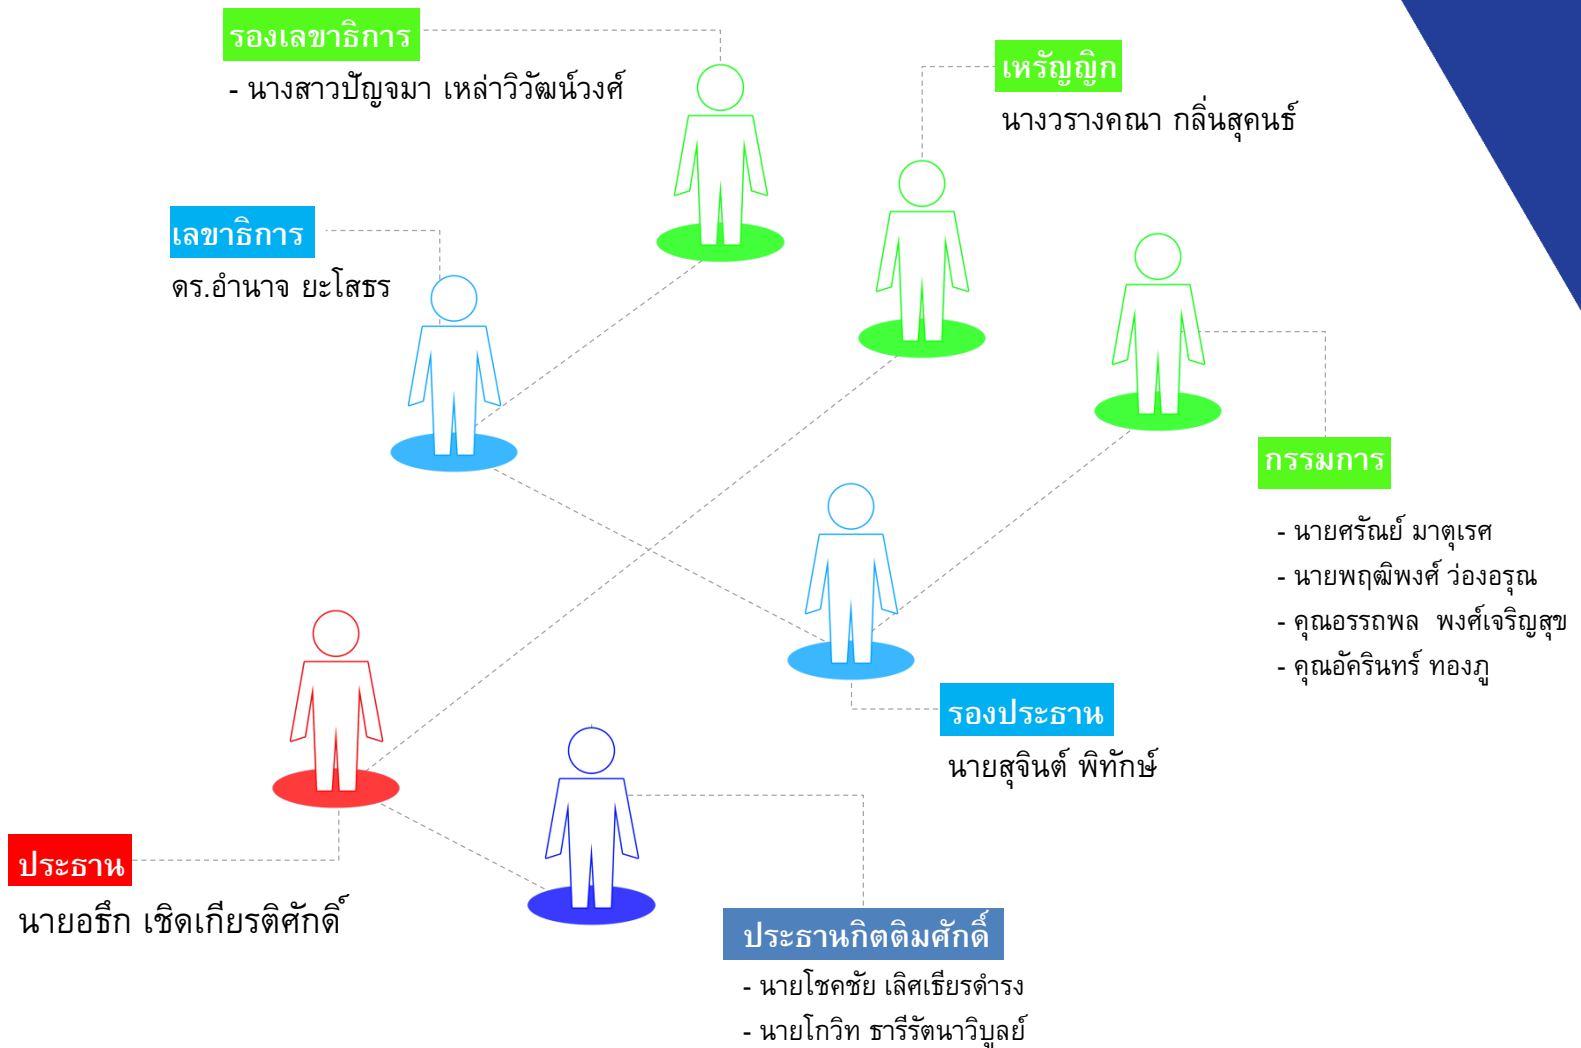 รองเลขาธิการ
- นางสาวปัญจมา เหล่าวิวัฒน์วงศ์
เหรัญญิก
นางวรางคณา กลิ่นสุคนธ์
เลขาธิการ
ดร.อำนาจ ยะโสธร
กรรมการ
- นายศรัณย์ มาตุเรศ
- นายพฤฒิพงศ์ ว่องอรุณ
- คุณอรรถพล พงศ์เจริญสุข
- คุณอัครินทร์ ทองภู
รองประธาน
นายสุจินต์ พิทักษ์
ประธาน
นายอธึก เชิดเกียรติศักดิ์
ประธานกิตติมศักดิ์
- นายโชคชัย เลิศเธียรดำรง
- นายโกวิท ธารีรัตนาวิบูลย์